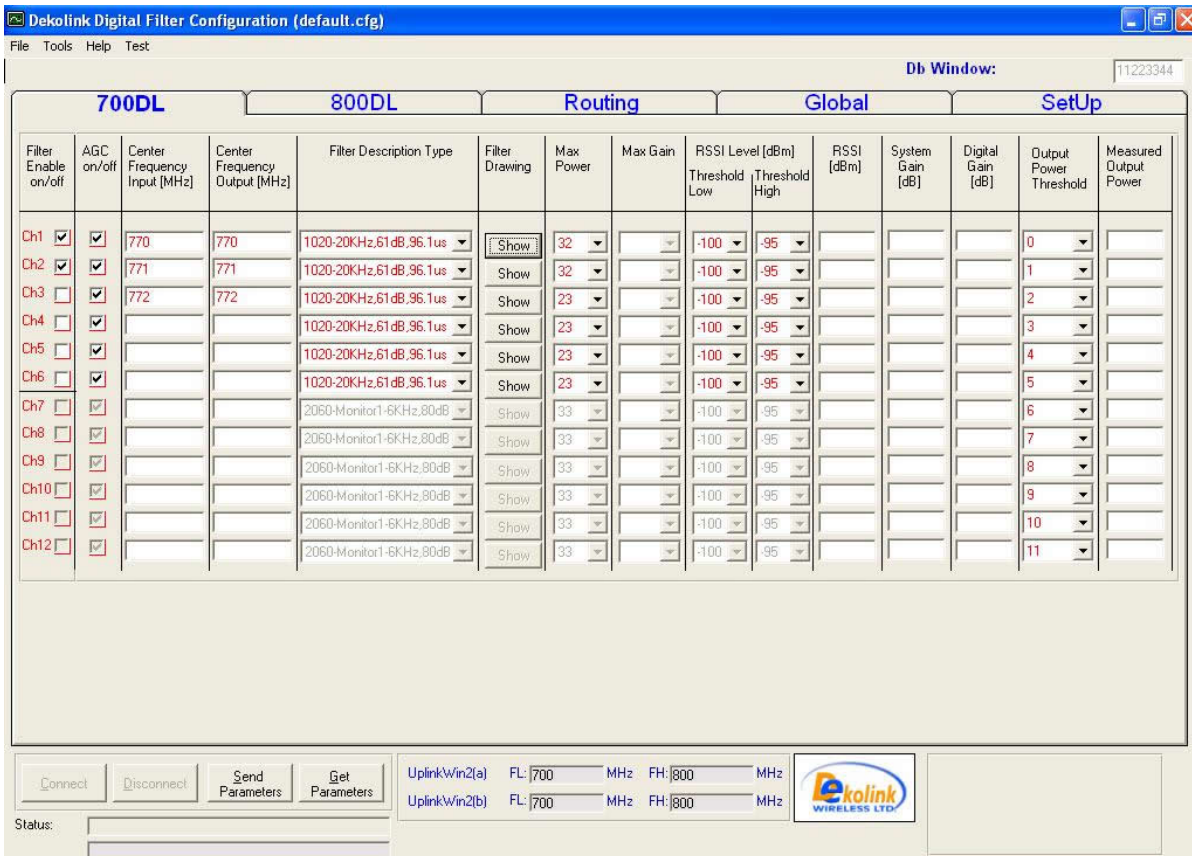 Dekolink Digital Filter Configuration (default.cfg)
File Tools Help Test
Db Window: 11223344
700DL 800DL Routing Global SetUp
Filter Enable on/off
AGC on/off
Center Frequency Input [MHz]
Center Frequency Output [MHz]
Filter Description Type
Filter Drawing
Max Power
Max Gain
RSSI Level [dBm]
Threshold Low
Threshold High
RSSI [dBm]
System Gain [dB]
Digital Gain [dB]
Output Power Threshold
Measured Output Power
Ch1 770 770 1020-20KHz,61dB,96.1us Show 32 -100 -95 0
Ch2 771 771 1020-20KHz,61dB,96.1us Show 32 -100 -95 1
Ch3 772 772 1020-20KHz,61dB,96.1us Show 23 -100 -95 2
Ch4 1020-20KHz,61dB,96.1us Show 23 -100 -95 3
Ch5 1020-20KHz,61dB,96.1us Show 23 -100 -95 4
Ch6 1020-20KHz,61dB,96.1us Show 23 -100 -95 5
Ch7 2060-Monitor1-6KHz,80dB Show 33 -100 -95 6
Ch8 2060-Monitor1-6KHz,80dB Show 33 -100 -95 7
Ch9 2060-Monitor1-6KHz,80dB Show 33 -100 -95 8
Ch10 2060-Monitor1-6KHz,80dB Show 33 -100 -95 9
Ch11 2060-Monitor1-6KHz,80dB Show 33 -100 -95 10
Ch12 2060-Monitor1-6KHz,80dB Show 33 -100 -95 11
Connect Disconnect Send Parameters Get Parameters
UplinkWin2(a) FL: 700 MHz FH: 800 MHz
UplinkWin2(b) FL: 700 MHz FH: 800 MHz
Dekolink
WIRELESS LTD.
Status: